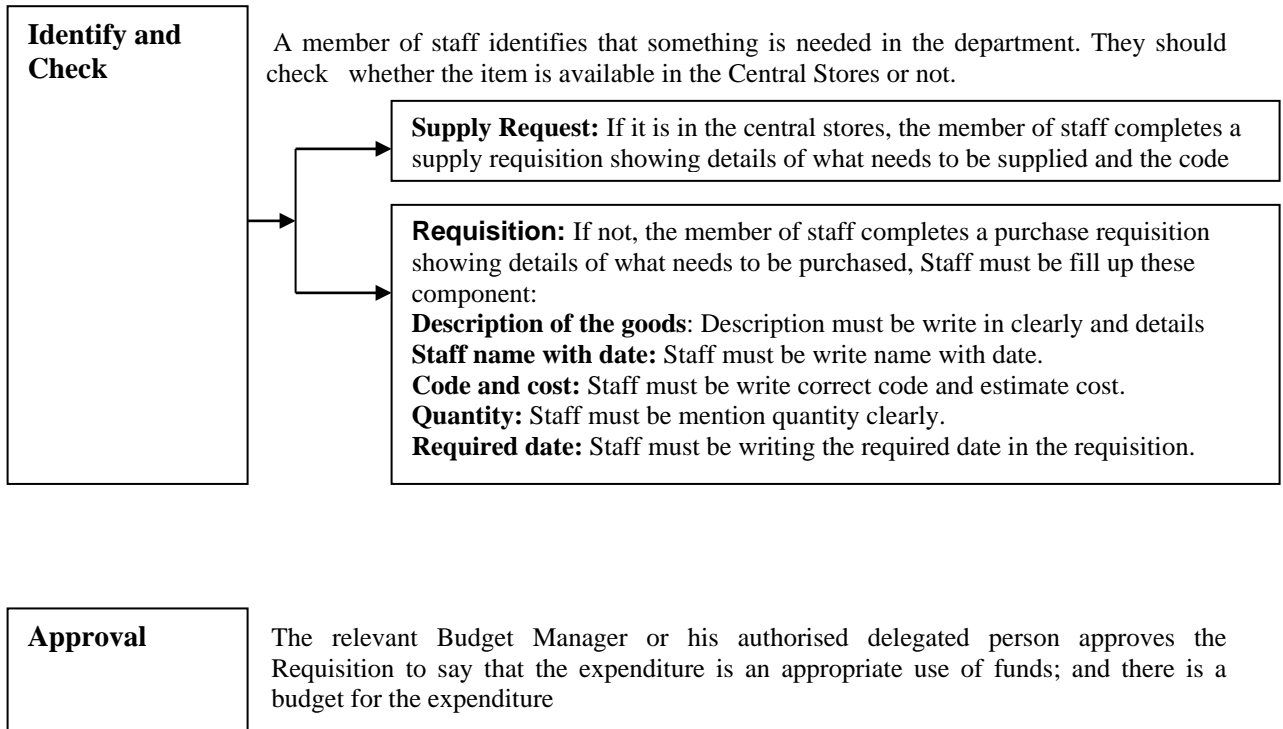 Identify and
Check
A member of staff identifies that something is needed in the department. They should
check whether the item is available in the Central Stores or not.
Supply Request: If it is in the central stores, the member of staff completes a
supply requisition showing details of what needs to be supplied and the code
Requisition: If not, the member of staff completes a purchase requisition
showing details of what needs to be purchased, Staff must be fill up these
component:
Description of the goods: Description must be write in clearly and details
Staff name with date: Staff must be write name with date.
Code and cost: Staff must be write correct code and estimate cost.
Quantity: Staff must be mention quantity clearly.
Required date: Staff must be writing the required date in the requisition.
Approval
The relevant Budget Manager or his authorised delegated person approves the
Requisition to say that the expenditure is an appropriate use of funds; and there is a
budget for the expenditure